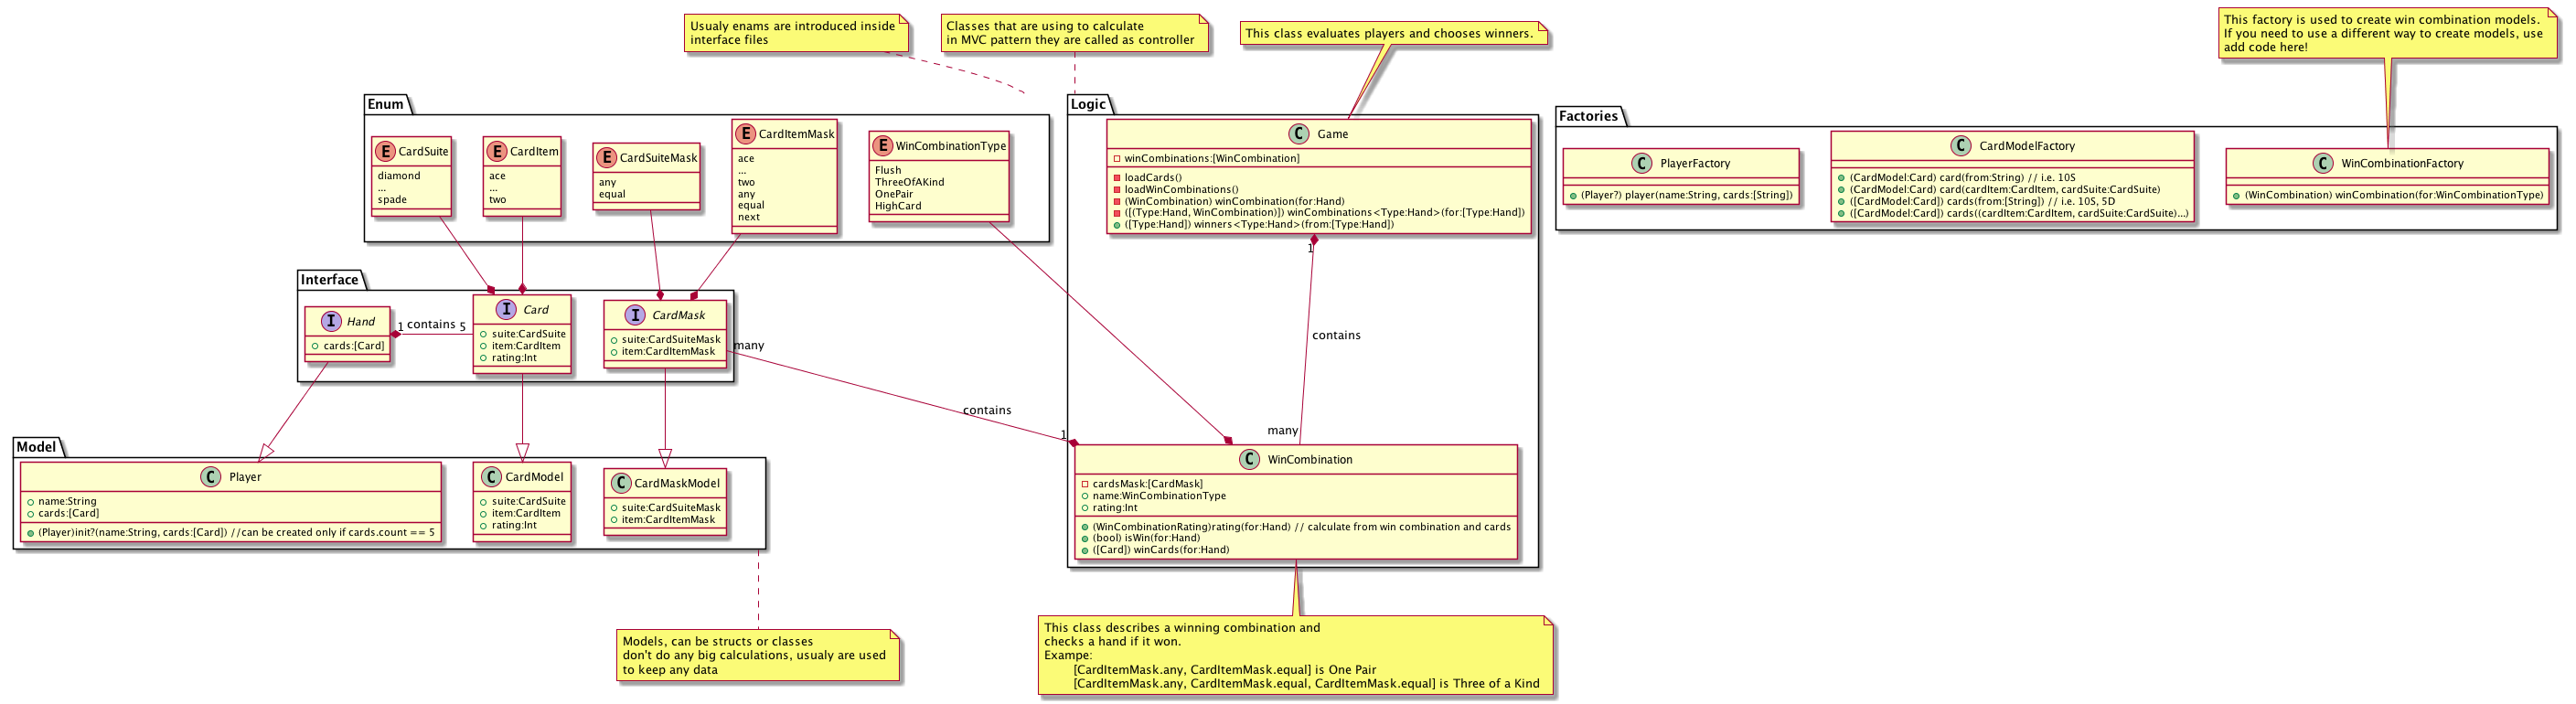 Usualy enams are introduced inside
interface files
Classes that are using to calculate
in MVC pattern they are called as controller
This class evaluates players and chooses winners.
This factory is used to create win combination models.
If you need to use a different way to create models, use
add code here!
Enum
E CardSuite
diamond
...
spade
E CardItem
ace
...
two
E CardSuiteMask
any
equal
E CardItemMask
ace
...
two
any
equal
next
E WinCombinationType
Flush
ThreeOfAKind
OnePair
HighCard
Logic
C Game
winCombinations:[WinCombination]
loadCards()
loadWinCombinations()
(WinCombination) winCombination(for:Hand)
([(Type:Hand, WinCombination)]) winCombinations<Type:Hand>(for:[Type:Hand])
([Type:Hand]) winners<Type:Hand>(from:[Type:Hand])
Factories
C PlayerFactory
(Player?) player(name:String, cards:[String])
C CardModelFactory
(CardModel:Card) card(from:String) // i.e. 10S
(CardModel:Card) card(cardItem:CardItem, cardSuite:CardSuite)
([CardModel:Card]) cards(from:[String]) // i.e. 10S, 5D
([CardModel:Card]) cards((cardItem:CardItem, cardSuite:CardSuite)...)
C WinCombinationFactory
(WinCombination) winCombination(for:WinCombinationType)
Interface
I Hand
cards:[Card]
1 contains 5
I Card
suite:CardSuite
item:CardItem
rating:Int
I CardMask
suite:CardSuiteMask
item:CardItemMask
many
contains
1
1
contains
many
Model
C Player
name:String
cards:[Card]
(Player)init?(name:String, cards:[Card]) //can be created only if cards.count == 5
C CardModel
suite:CardSuite
item:CardItem
rating:Int
C CardMaskModel
suite:CardSuiteMask
item:CardItemMask
C WinCombination
cardsMask:[CardMask]
name:WinCombinationType
rating:Int
(WinCombinationRating)rating(for:Hand) // calculate from win combination and cards
(bool) isWin(for:Hand)
([Card]) winCards(for:Hand)
Models, can be structs or classes
don't do any big calculations, usualy are used
to keep any data
This class describes a winning combination and
checks a hand if it won.
Exampe:
[CardItemMask.any, CardItemMask.equal] is One Pair
[CardItemMask.any, CardItemMask.equal, CardItemMask.equal] is Three of a Kind